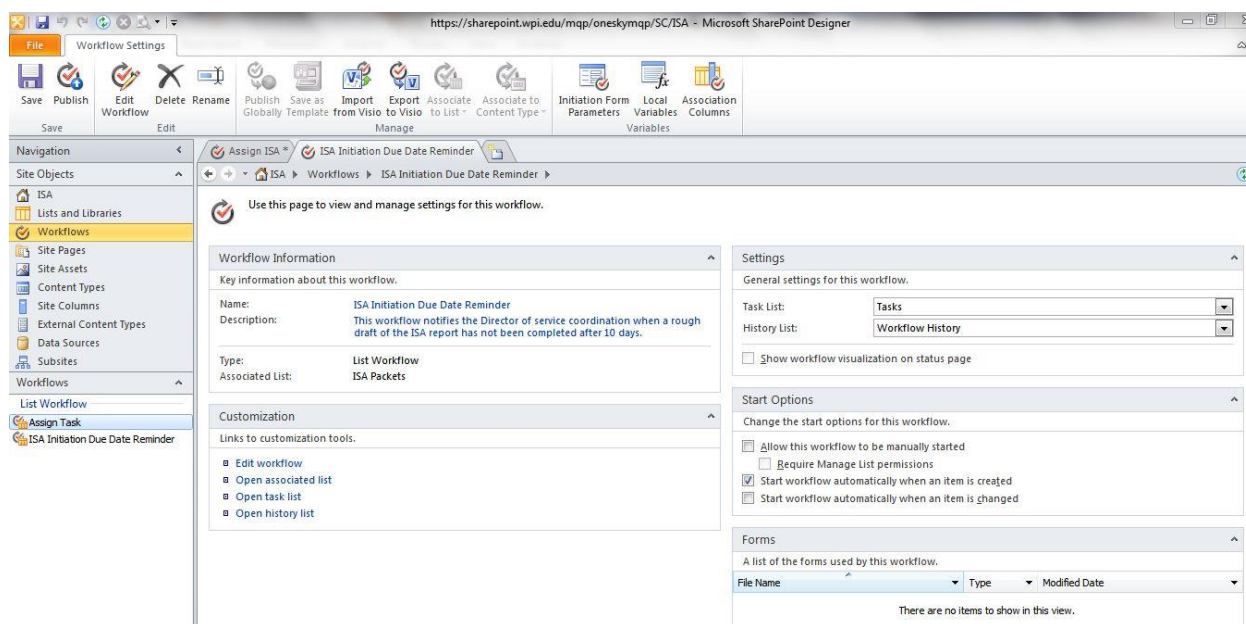 https://sharepoint.wpi.edu/mqp/oneskymqp/SC/ISA - Microsoft SharePoint Designer
File Workflow Settings
Save Publish Edit Workflow Delete Rename Publish Globally Save as Template Import from Visio Export to Visio Associate to List Associate to Content Type Initiation Form Parameters Local Variables Association Columns
Save Edit Manage Variables
Navigation
Assign ISA * ISA Initiation Due Date Reminder
Site Objects
ISA Workflows ISA Initiation Due Date Reminder
ISA
Lists and Libraries
Workflows
Site Pages
Site Assets
Content Types
Site Columns
External Content Types
Data Sources
Subsites
Workflows
List Workflow
Assign Task
ISA Initiation Due Date Reminder
Use this page to view and manage settings for this workflow.
Workflow Information
Key information about this workflow.
Name: ISA Initiation Due Date Reminder
Description: This workflow notifies the Director of service coordination when a rough
draft of the ISA report has not been completed after 10 days.
Type: List Workflow
Associated List: ISA Packets
Customization
Links to customization tools.
Edit workflow
Open associated list
Open task list
Open history list
Settings
General settings for this workflow.
Task List: Tasks
History List: Workflow History
Show workflow visualization on status page
Start Options
Change the start options for this workflow.
Allow this workflow to be manually started
Require Manage List permissions
Start workflow automatically when an item is created
Start workflow automatically when an item is changed
Forms
A list of the forms used by this workflow.
File Name Type Modified Date
There are no items to show in this view.